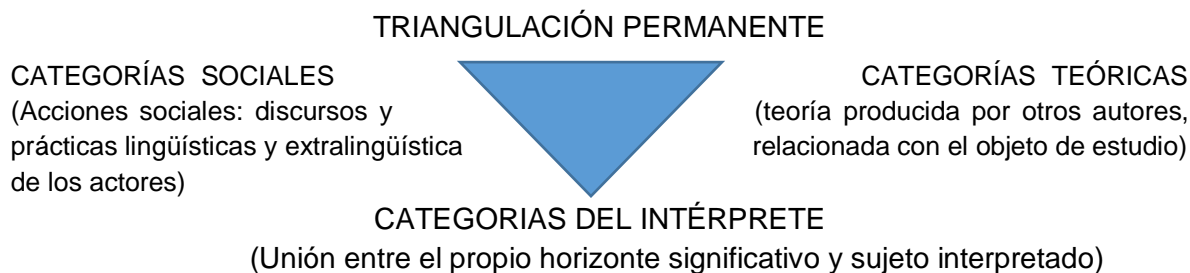 TRIANGULACIÓN PERMANENTE
CATEGORÍAS SOCIALES
(Acciones sociales: discursos y
prácticas lingüísticas y extralingüística
de los actores)
CATEGORÍAS TEÓRICAS
(teoría producida por otros autores,
relacionada con el objeto de estudio)
CATEGORIAS DEL INTÉRPRETE
(Unión entre el propio horizonte significativo y sujeto interpretado)